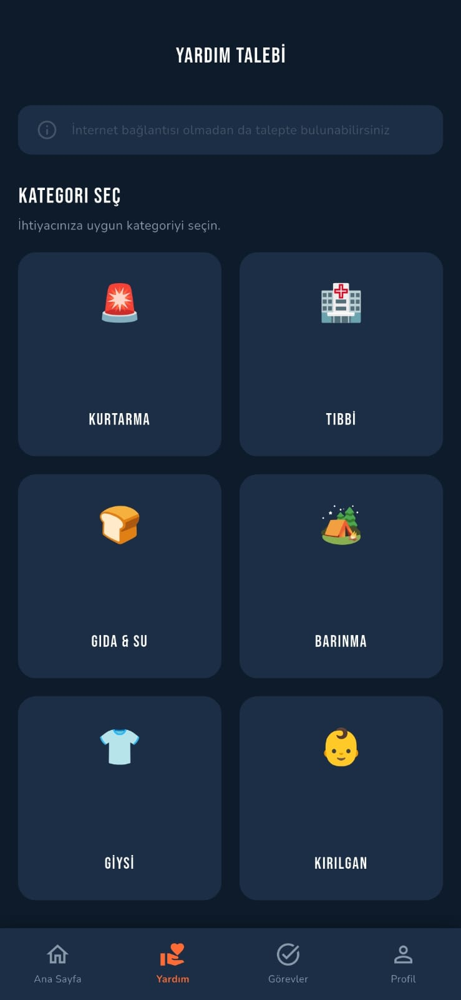 YARDIM TALEBİ
İnternet bağlantısı olmadan da talepte bulunabilirsiniz
KATEGORI SEÇ
İhtiyacınıza uygun kategoriyi seçin.
KURTARMA
TIBBİ
GIDA & SU
BARINMA
GİYSİ
KIRILGAN
Ana Sayfa
Yardım
Görevler
Profil